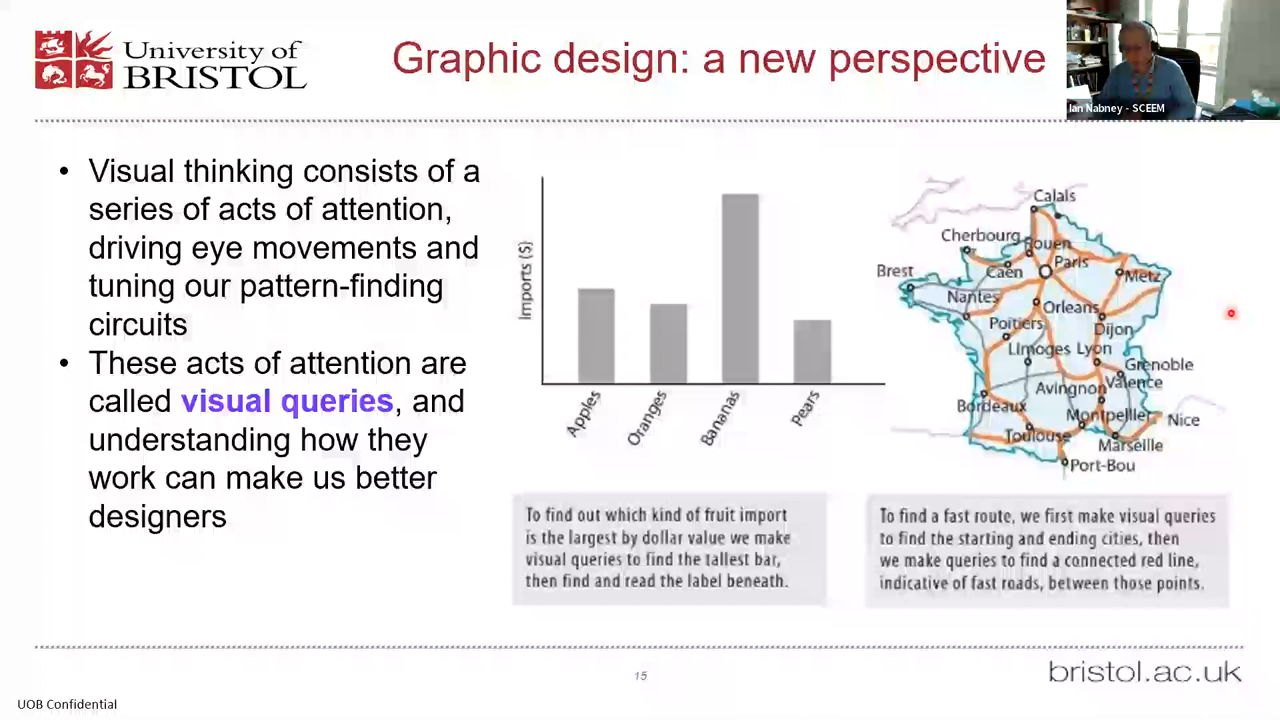 University of
BRISTOL
Graphic design: a new perspective
Ian Nabney - SCEEM
• Visual thinking consists of a
series of acts of attention,
driving eye movements and
tuning our pattern-finding
circuits
• These acts of attention are
called visual queries, and
understanding how they
work can make us better
designers
Imports ($)
Apples
Oranges
Bananas
Pears
Calais
Cherbourg
Rouen
Paris
Brest
Caen
Metz
Nantes
Orleans
Poitiers
Dijon
Limoges
Lyon
Grenoble
Avingnon
Valence
Bordeaux
Montpellier
Nice
Toulouse
Marseille
Port-Bou
To find out which kind of fruit import
is the largest by dollar value we make
visual queries to find the tallest bar,
then find and read the label beneath.
To find a fast route, we first make visual queries
to find the starting and ending cities, then
we make queries to find a connected red line,
indicative of fast roads, between those points.
15
bristol.ac.uk
UOB Confidential